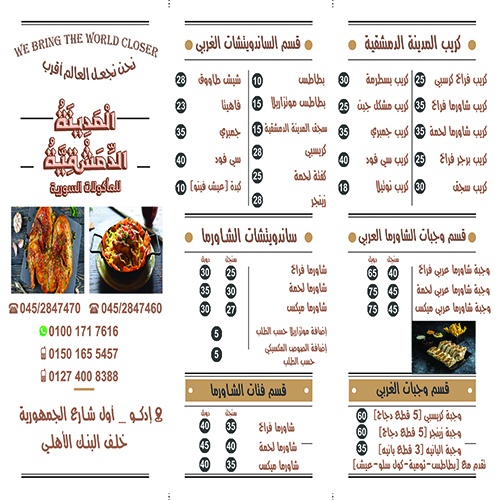 WE BRING THE WORLD CLOSER
نحن نجعل العالم أقرب
المدينة
الدمشقية
للمأكولات السورية
045/2847470
045/2847460
0100 171 7616
0150 165 5457
0127 400 8388
إدكو _ أول شارع الجمهورية
خلف البنك الأهلي
قسم الساندويتشات الغربي
بطاطس 10
بطاطس موتزاريلا 15
سجف المدينة الدمشقية 15
كريسبي 28
كفتة لحمة 25
زينجر 28
شيش طاووق 28
فاهيتا 23
جمبري 35
سي فود 40
كبدة [عيش فينو] 10
ساندويتشات الشاورما
سنجل دوبل
شاورما فراخ 25 30
شاورما لحمة 30 35
شاورما ميكس 27 30
إضافة موتزاريلا حسب الطلب 5
إضافة الصوص المكسيكي 5
حسب الطلب
قسم فتات الشاورما
سنجل دوبل
شاورما فراخ 35 40
شاورما لحمة 40 45
شاورما ميكس 35 40
كريب المدينة الدمشقية
كريب فراخ كرسبي 25
كريب شاورما فراخ 25
كريب شاورما لحمة 35
كريب برجر فراخ 25
كريب سجف 30
كريب بسطرمة 30
كريب مشكل جبن 25
كريب جمبري 35
كريب سي فود 40
كريب نوتيلا 18
قسم وجبات الشاورما العربي
سنجل دوبل
وجبة شاورما عربي فراخ 40 65
وجبة شاورما عربي لحمة 45 75
وجبة شاورما عربي ميكس 45 75
قسم وجبات الغربي
وجبة كريسبي [5 قطع دجاج] 60
وجبة زينجر [5 قطع دجاج] 60
وجبة البانيه [3 قطع بانيه] 35
تقدم مع [بطاطس-تومية-كول سلو-عيش]